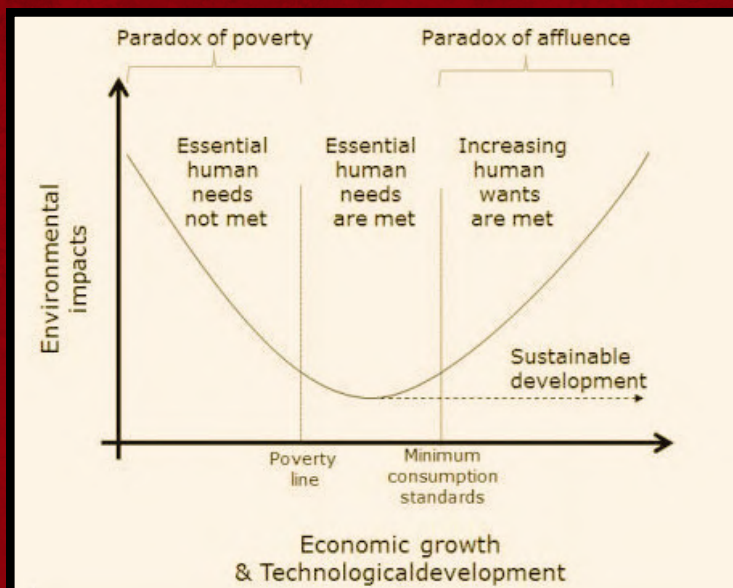 Paradox of poverty
Paradox of affluence
Essential
human
needs
not met
Essential
human
needs
are met
Increasing
human
wants
are met
Environmental
impacts
Sustainable
development
Poverty
line
Minimum
consumption
standards
Economic growth
& Technologicaldevelopment